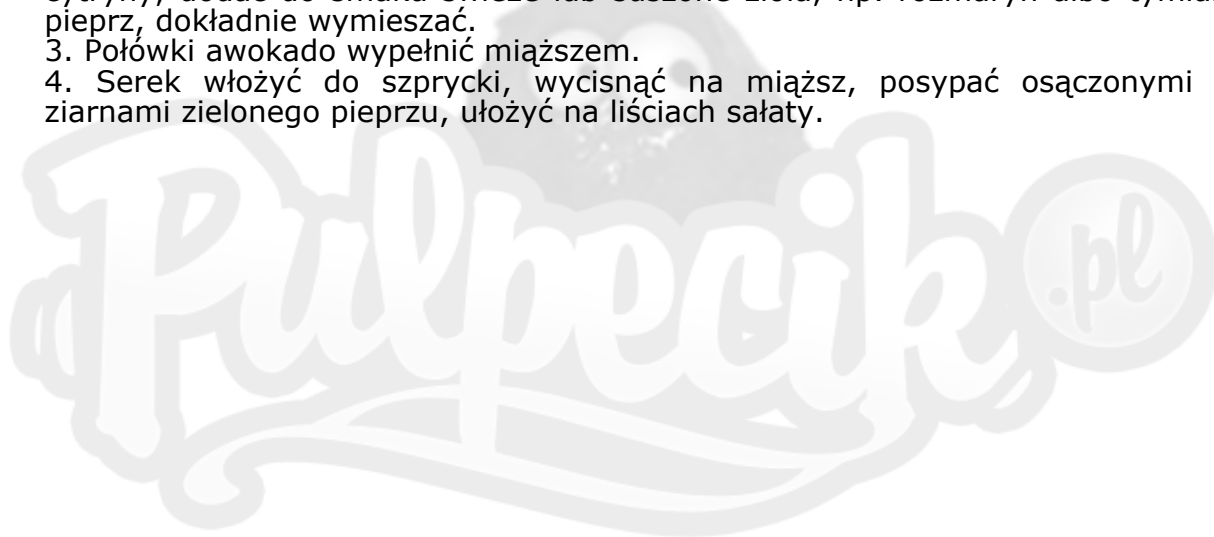 pieprz, dokładnie wymieszać.
3. Połówki awokado wypełnić miąższem.
4. Serek włożyć do szprycki, wycisnąć na miąższ, posypać osączonymi
ziarnami zielonego pieprzu, ułożyć na liściach sałaty.
Pulpecik .pl